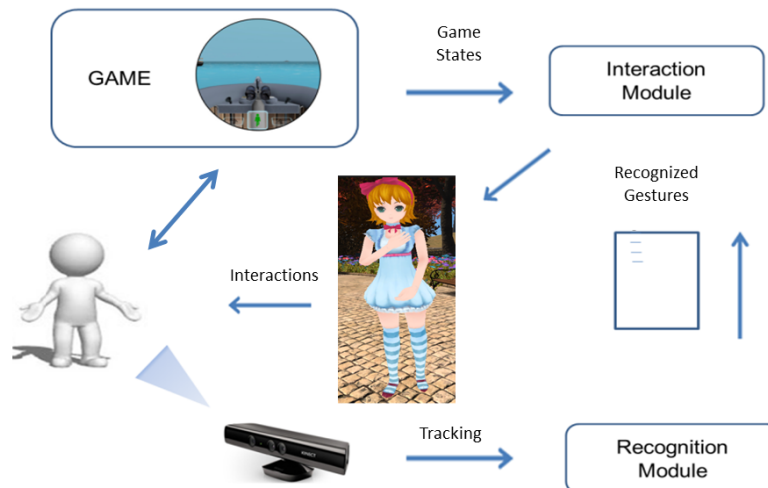 Game
States
GAME
Interaction
Module
Recognized
Gestures
Interactions
Tracking
Recognition
Module